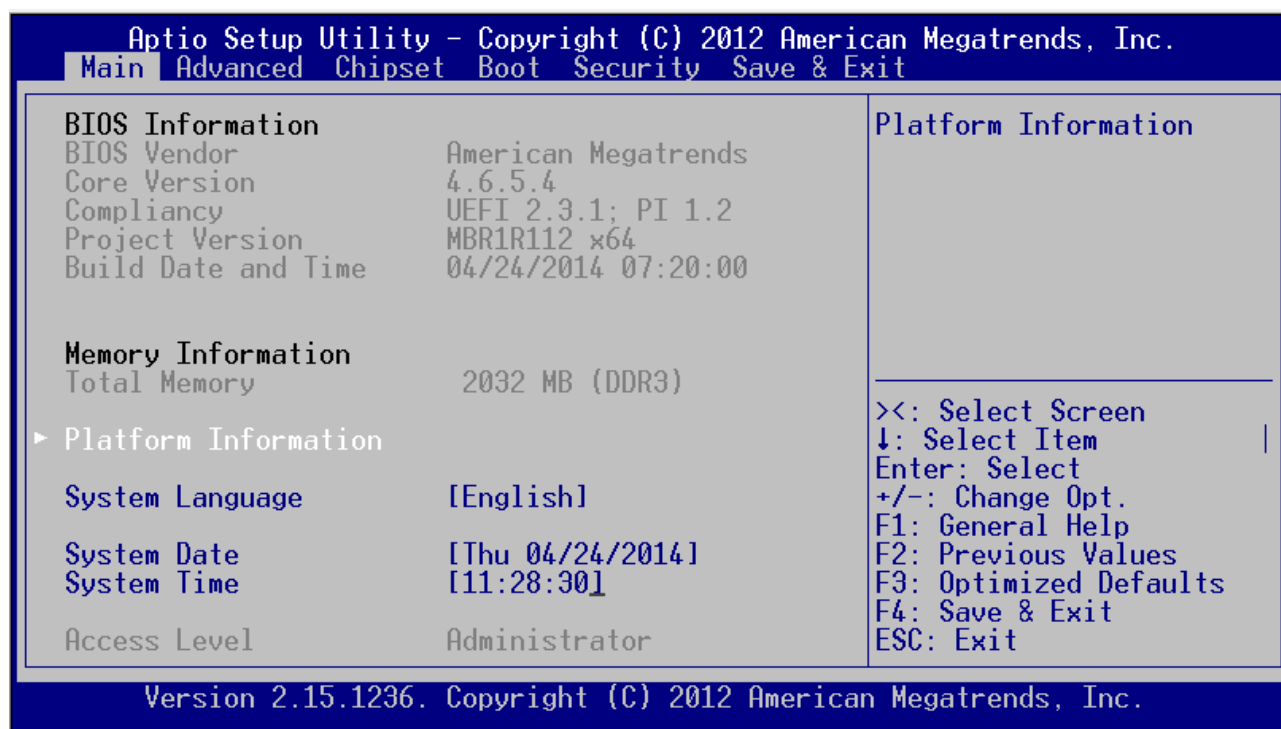 Aptio Setup Utility - Copyright (C) 2012 American Megatrends, Inc.
Main Advanced Chipset Boot Security Save & Exit
BIOS Information
BIOS Vendor American Megatrends
Core Version 4.6.5.4
Compliancy UEFI 2.3.1; PI 1.2
Project Version MBR1R112 x64
Build Date and Time 04/24/2014 07:20:00
Memory Information
Total Memory 2032 MB (DDR3)
► Platform Information
System Language [English]
System Date [Thu 04/24/2014]
System Time [11:28:30]
Access Level Administrator
Platform Information
><: Select Screen
↓: Select Item |
Enter: Select
+/-: Change Opt.
F1: General Help
F2: Previous Values
F3: Optimized Defaults
F4: Save & Exit
ESC: Exit
Version 2.15.1236. Copyright (C) 2012 American Megatrends, Inc.